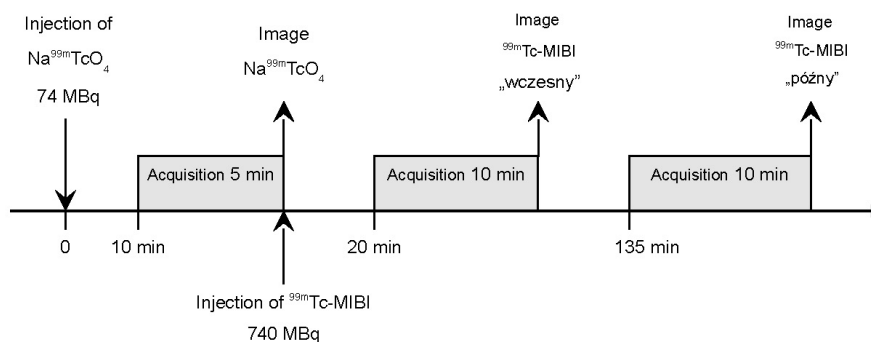 Injection of
Na⁹⁹ᵐTcO₄
74 MBq
Image
Na⁹⁹ᵐTcO₄
Image
⁹⁹ᵐTc-MIBI
„wczesny”
Image
⁹⁹ᵐTc-MIBI
„późny”
Acquisition 5 min
Acquisition 10 min
Acquisition 10 min
0
10 min
20 min
135 min
Injection of ⁹⁹ᵐTc-MIBI
740 MBq